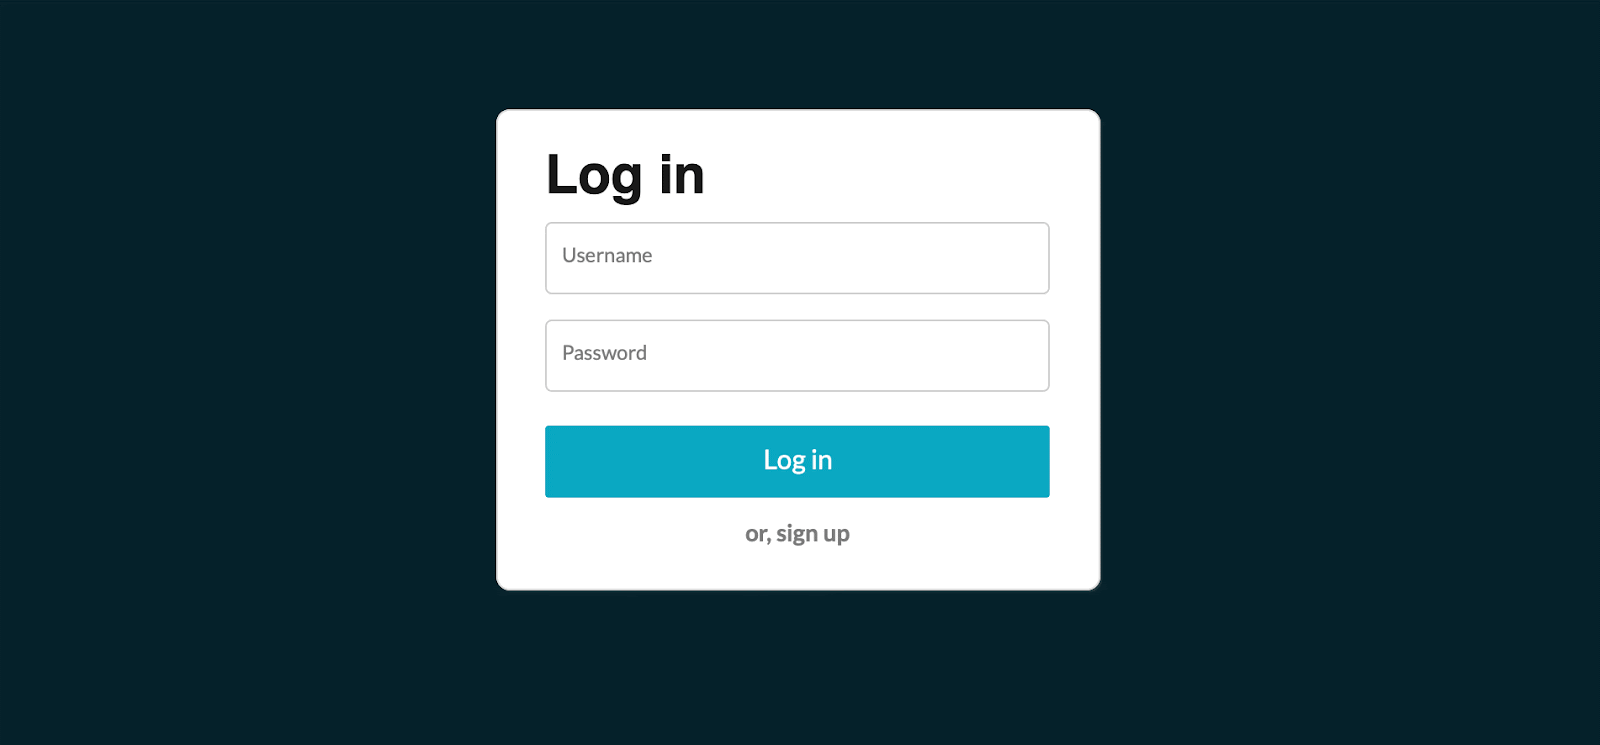 Log in
Username
Password
Log in
or, sign up